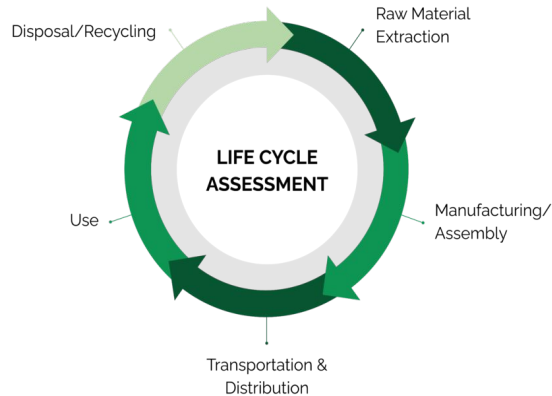 Disposal/Recycling
Raw Material
Extraction
LIFE CYCLE
ASSESSMENT
Manufacturing/
Assembly
Use
Transportation &
Distribution